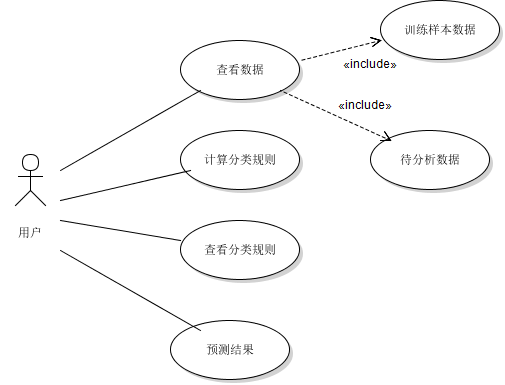 训练样本数据
查看数据
«include»
«include»
计算分类规则
待分析数据
用户
查看分类规则
预测结果